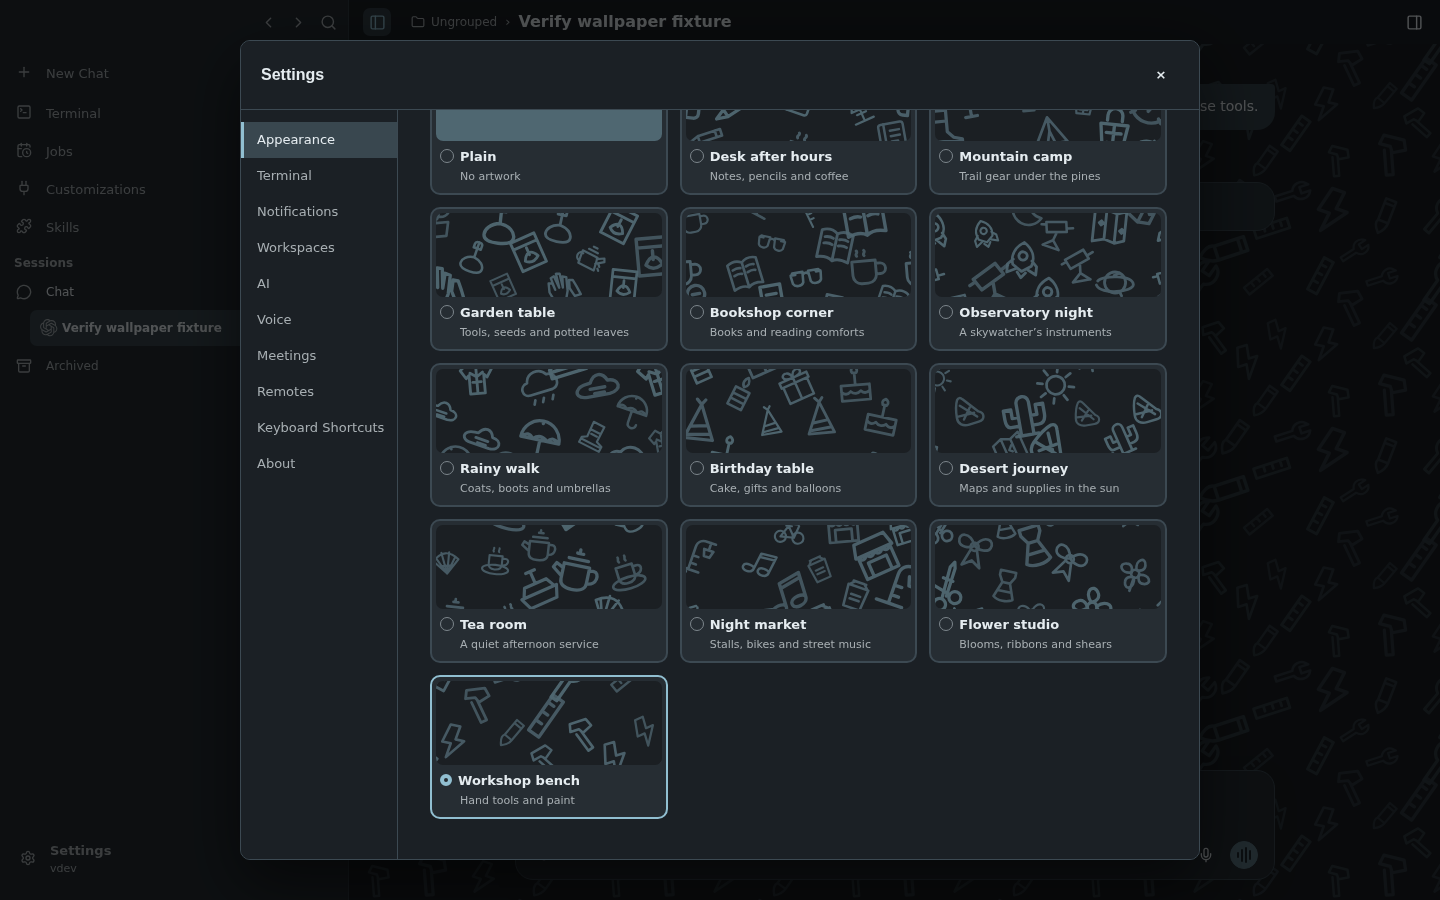 Ungrouped › Verify wallpaper fixture
New Chat
Terminal
Jobs
Customizations
Skills
Sessions
Chat
Verify wallpaper fixture
Archived
Settings
vdev
se tools.
Settings
×
Appearance
Terminal
Notifications
Workspaces
AI
Voice
Meetings
Remotes
Keyboard Shortcuts
About
Plain
No artwork
Desk after hours
Notes, pencils and coffee
Mountain camp
Trail gear under the pines
Garden table
Tools, seeds and potted leaves
Bookshop corner
Books and reading comforts
Observatory night
A skywatcher’s instruments
Rainy walk
Coats, boots and umbrellas
Birthday table
Cake, gifts and balloons
Desert journey
Maps and supplies in the sun
Tea room
A quiet afternoon service
Night market
Stalls, bikes and street music
Flower studio
Blooms, ribbons and shears
Workshop bench
Hand tools and paint